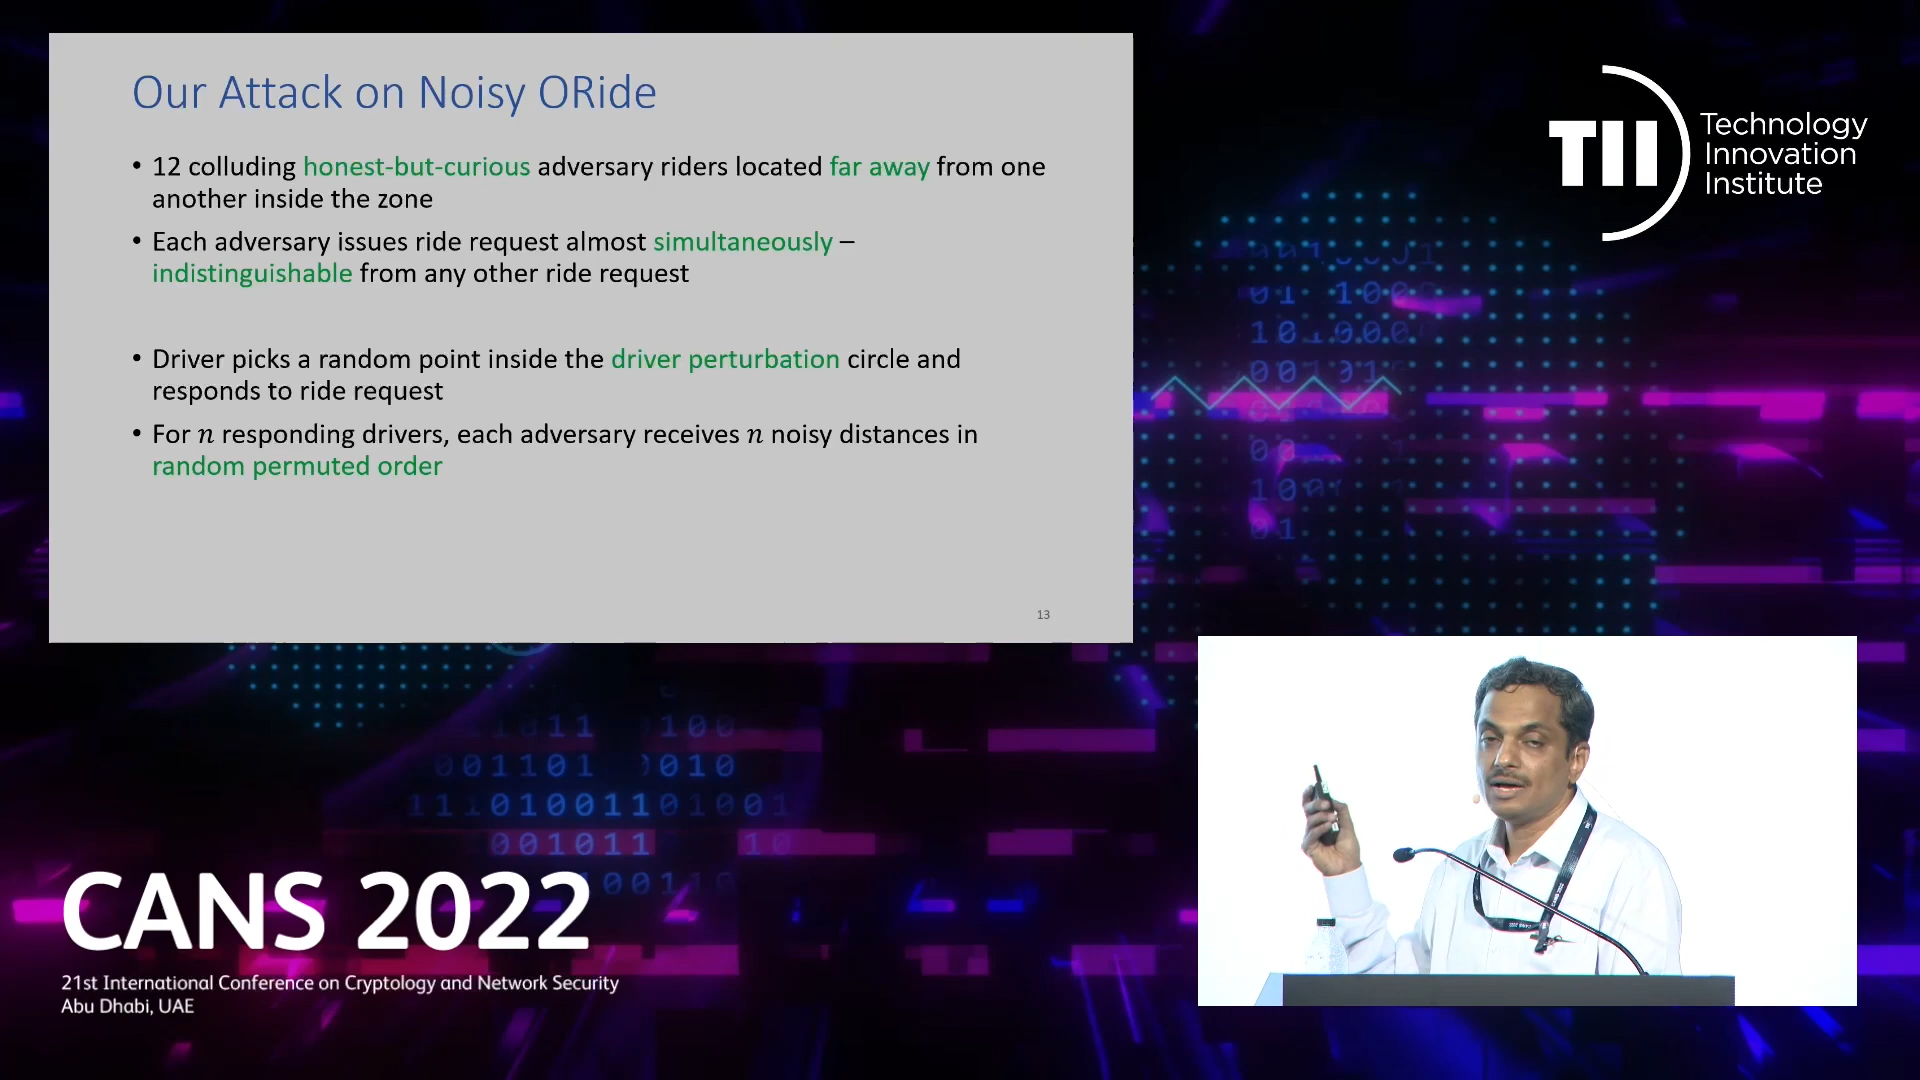 Our Attack on Noisy ORide
• 12 colluding honest-but-curious adversary riders located far away from one
another inside the zone
• Each adversary issues ride request almost simultaneously –
indistinguishable from any other ride request
• Driver picks a random point inside the driver perturbation circle and
responds to ride request
• For n responding drivers, each adversary receives n noisy distances in
random permuted order
13
TII
Technology
Innovation
Institute
CANS 2022
21st International Conference on Cryptology and Network Security
Abu Dhabi, UAE